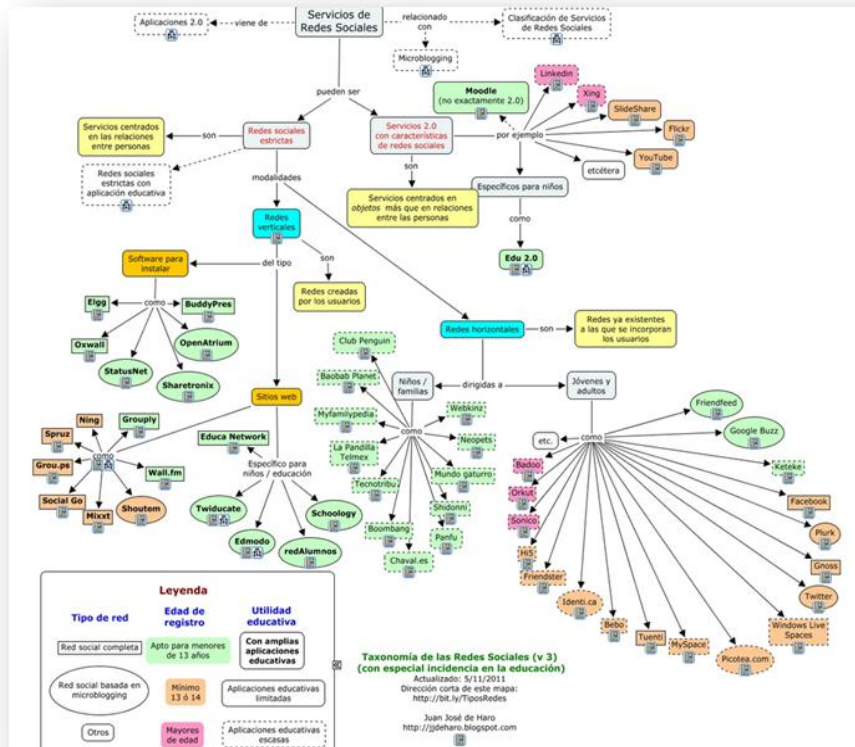 Servicios de
Redes Sociales
Aplicaciones 2.0
viene de
relacionado
con
Clasificación de Servicios
de Redes Sociales
Microblogging
pueden ser
Moodle
(no exactamente 2.0)
Linkedin
Xing
SlideShare
Flickr
YouTube
etcétera
por ejemplo
Servicios centrados
en las relaciones
entre personas
son
Redes sociales
estrictas
Servicios 2.0
con características
de redes sociales
Redes sociales
estrictas con
aplicación educativa
modalidades
son
Servicios centrados en
objetos más que en relaciones
entre las personas
Específicos para niños
como
Edu 2.0
Redes
verticales
Software para
instalar
del tipo
son
Redes creadas
por los usuarios
Elgg
como
BuddyPres
Oxwall
OpenAtrium
StatusNet
Sharetronix
Redes horizontales
son
Redes ya existentes
a las que se incorporan
los usuarios
Sitios web
Niños /
familias
dirigidas a
Jóvenes y
adultos
Club Penguin
Baobab Planet
Myfamilypedia
La Pandilla
Telmex
Tecnotribu
Boombang
Chaval.es
Panfu
Shidonni
Mundo gaturro
Neopets
Webkinz
como
Ning
Grouply
Spruz
como
Grou.ps
Wall.fm
Social Go
Mixxt
Shoutem
Educa Network
Específico para
niños / educación
Twiducate
Edmodo
redAlumnos
Schoology
como
etc.
Friendfeed
Google Buzz
Keteke
Facebook
Plurk
Gnoss
Twitter
Windows Live
Spaces
Picotea.com
MySpace
Tuenti
Bebo
Identi.ca
Friendster
Hi5
Sonico
Orkut
Badoo
Leyenda
Tipo de red
Edad de
registro
Utilidad
educativa
Red social completa
Apto para menores
de 13 años
Con amplias
aplicaciones
educativas
Red social basada en
microblogging
Mínimo
13 ó 14
Aplicaciones educativas
limitadas
Otros
Mayores
de edad
Aplicaciones educativas
escasas
Taxonomía de las Redes Sociales (v 3)
(con especial incidencia en la educación)
Actualizado: 5/11/2011
Dirección corta de este mapa:
http://bit.ly/TiposRedes
Juan José de Haro
http://jjdeharo.blogspot.com